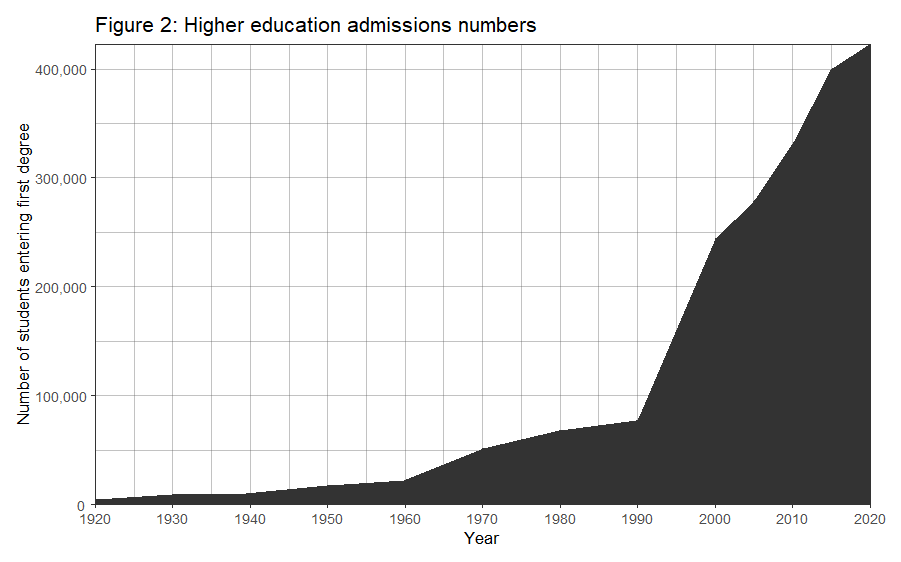 Figure 2: Higher education admissions numbers
Number of students entering first degree
400,000
300,000
200,000
100,000
0
1920 1930 1940 1950 1960 1970 1980 1990 2000 2010 2020
Year